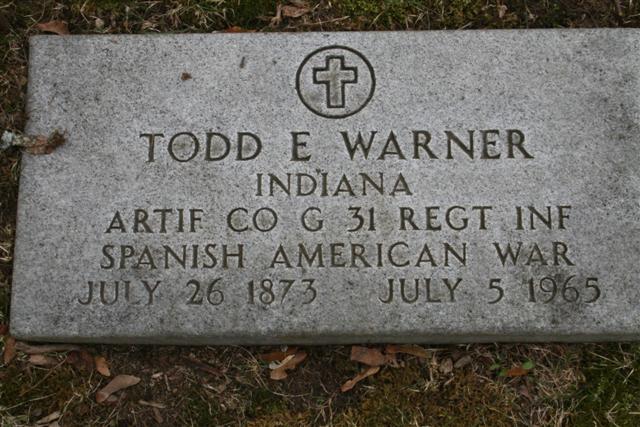 TODD E WARNER
INDIANA
ARTIF CO G 31 REGT INF
SPANISH AMERICAN WAR
JULY 26 1873 JULY 5 1965